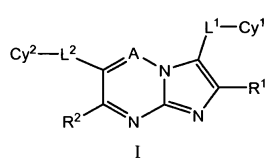 L¹—Cy¹
Cy²—L² A
N
R¹
R² N N
I